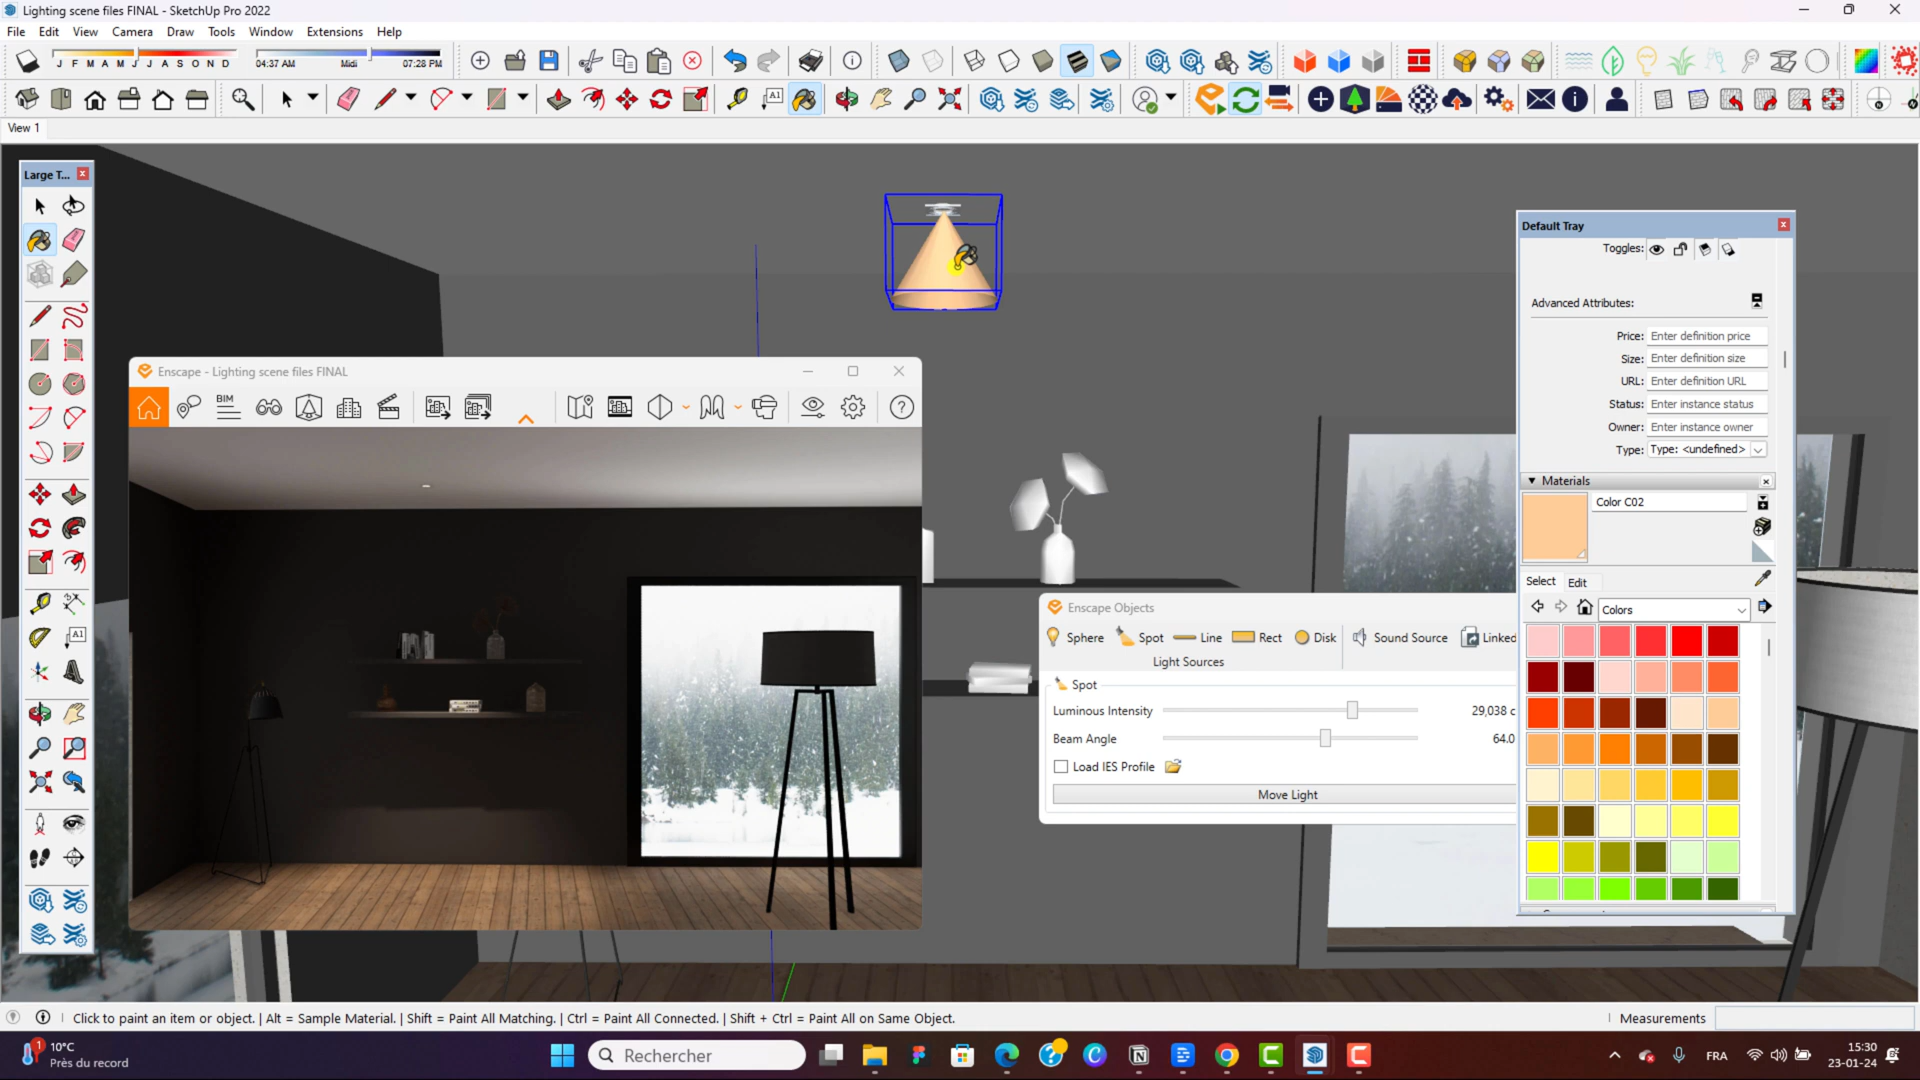 Lighting scene files FINAL - SketchUp Pro 2022
File Edit View Camera Draw Tools Window Extensions Help
J F M A M J J A S O N D 04:37 AM Midi 07:28 PM
A1
View 1
Large T...
A1
Default Tray
Toggles:
Advanced Attributes:
Price: Enter definition price
Size: Enter definition size
URL: Enter definition URL
Status: Enter instance status
Owner: Enter instance owner
Type: Type: <undefined>
Materials
Color C02
Select Edit
Colors
Enscape - Lighting scene files FINAL
BIM
Enscape Objects
Sphere Spot Line Rect Disk Sound Source Linked
Light Sources
Spot
Luminous Intensity 29,038 c
Beam Angle 64.0
Load IES Profile
Move Light
Click to paint an item or object. | Alt = Sample Material. | Shift = Paint All Matching. | Ctrl = Paint All Connected. | Shift + Ctrl = Paint All on Same Object.
Measurements
1
10°C
Près du record
Rechercher
FRA
15:30
23-01-24